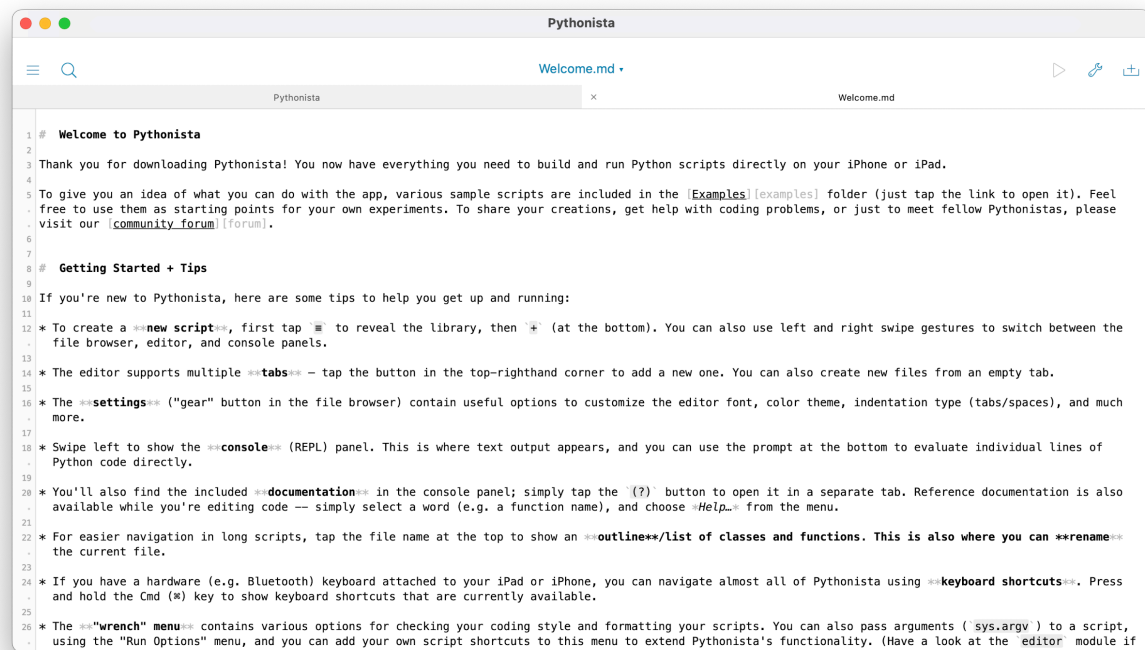 Pythonista
Welcome.md ▾
Pythonista
× Welcome.md
1 # Welcome to Pythonista
2
3 Thank you for downloading Pythonista! You now have everything you need to build and run Python scripts directly on your iPhone or iPad.
4
5 To give you an idea of what you can do with the app, various sample scripts are included in the [Examples][examples] folder (just tap the link to open it). Feel
free to use them as starting points for your own experiments. To share your creations, get help with coding problems, or just to meet fellow Pythonistas, please
visit our [community forum][forum].
6
7
8 # Getting Started + Tips
9
10 If you're new to Pythonista, here are some tips to help you get up and running:
11
12 * To create a **new script**, first tap `≡` to reveal the library, then `+` (at the bottom). You can also use left and right swipe gestures to switch between the
file browser, editor, and console panels.
13
14 * The editor supports multiple **tabs** – tap the button in the top-righthand corner to add a new one. You can also create new files from an empty tab.
15
16 * The **settings** ("gear" button in the file browser) contain useful options to customize the editor font, color theme, indentation type (tabs/spaces), and much
more.
17
18 * Swipe left to show the **console** (REPL) panel. This is where text output appears, and you can use the prompt at the bottom to evaluate individual lines of
Python code directly.
19
20 * You'll also find the included **documentation** in the console panel; simply tap the `(?)` button to open it in a separate tab. Reference documentation is also
available while you're editing code -- simply select a word (e.g. a function name), and choose *Help…* from the menu.
21
22 * For easier navigation in long scripts, tap the file name at the top to show an **outline**/list of classes and functions. This is also where you can **rename**
the current file.
23
24 * If you have a hardware (e.g. Bluetooth) keyboard attached to your iPad or iPhone, you can navigate almost all of Pythonista using **keyboard shortcuts**. Press
and hold the Cmd (⌘) key to show keyboard shortcuts that are currently available.
25
26 * The **"wrench" menu** contains various options for checking your coding style and formatting your scripts. You can also pass arguments (`sys.argv`) to a script,
using the "Run Options" menu, and you can add your own script shortcuts to this menu to extend Pythonista's functionality. (Have a look at the `editor` module if